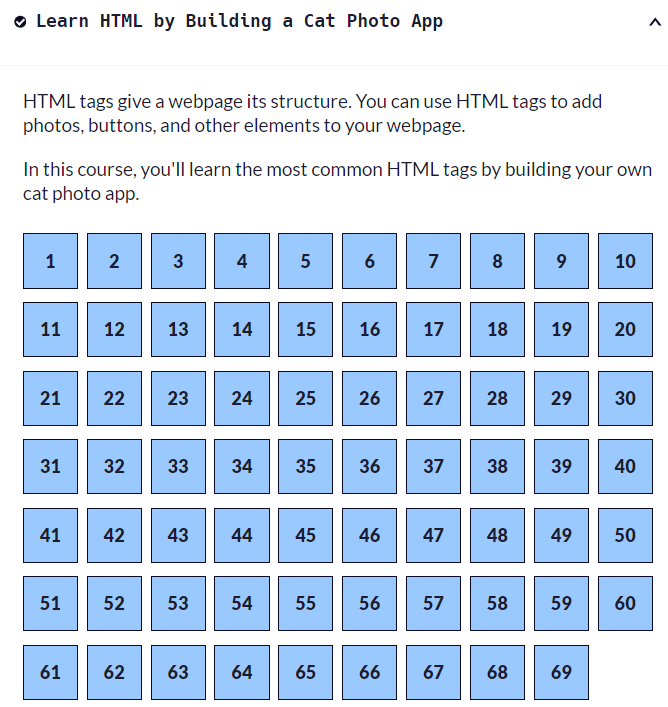 Learn HTML by Building a Cat Photo App
HTML tags give a webpage its structure. You can use HTML tags to add
photos, buttons, and other elements to your webpage.
In this course, you'll learn the most common HTML tags by building your own
cat photo app.
1 2 3 4 5 6 7 8 9 10
11 12 13 14 15 16 17 18 19 20
21 22 23 24 25 26 27 28 29 30
31 32 33 34 35 36 37 38 39 40
41 42 43 44 45 46 47 48 49 50
51 52 53 54 55 56 57 58 59 60
61 62 63 64 65 66 67 68 69